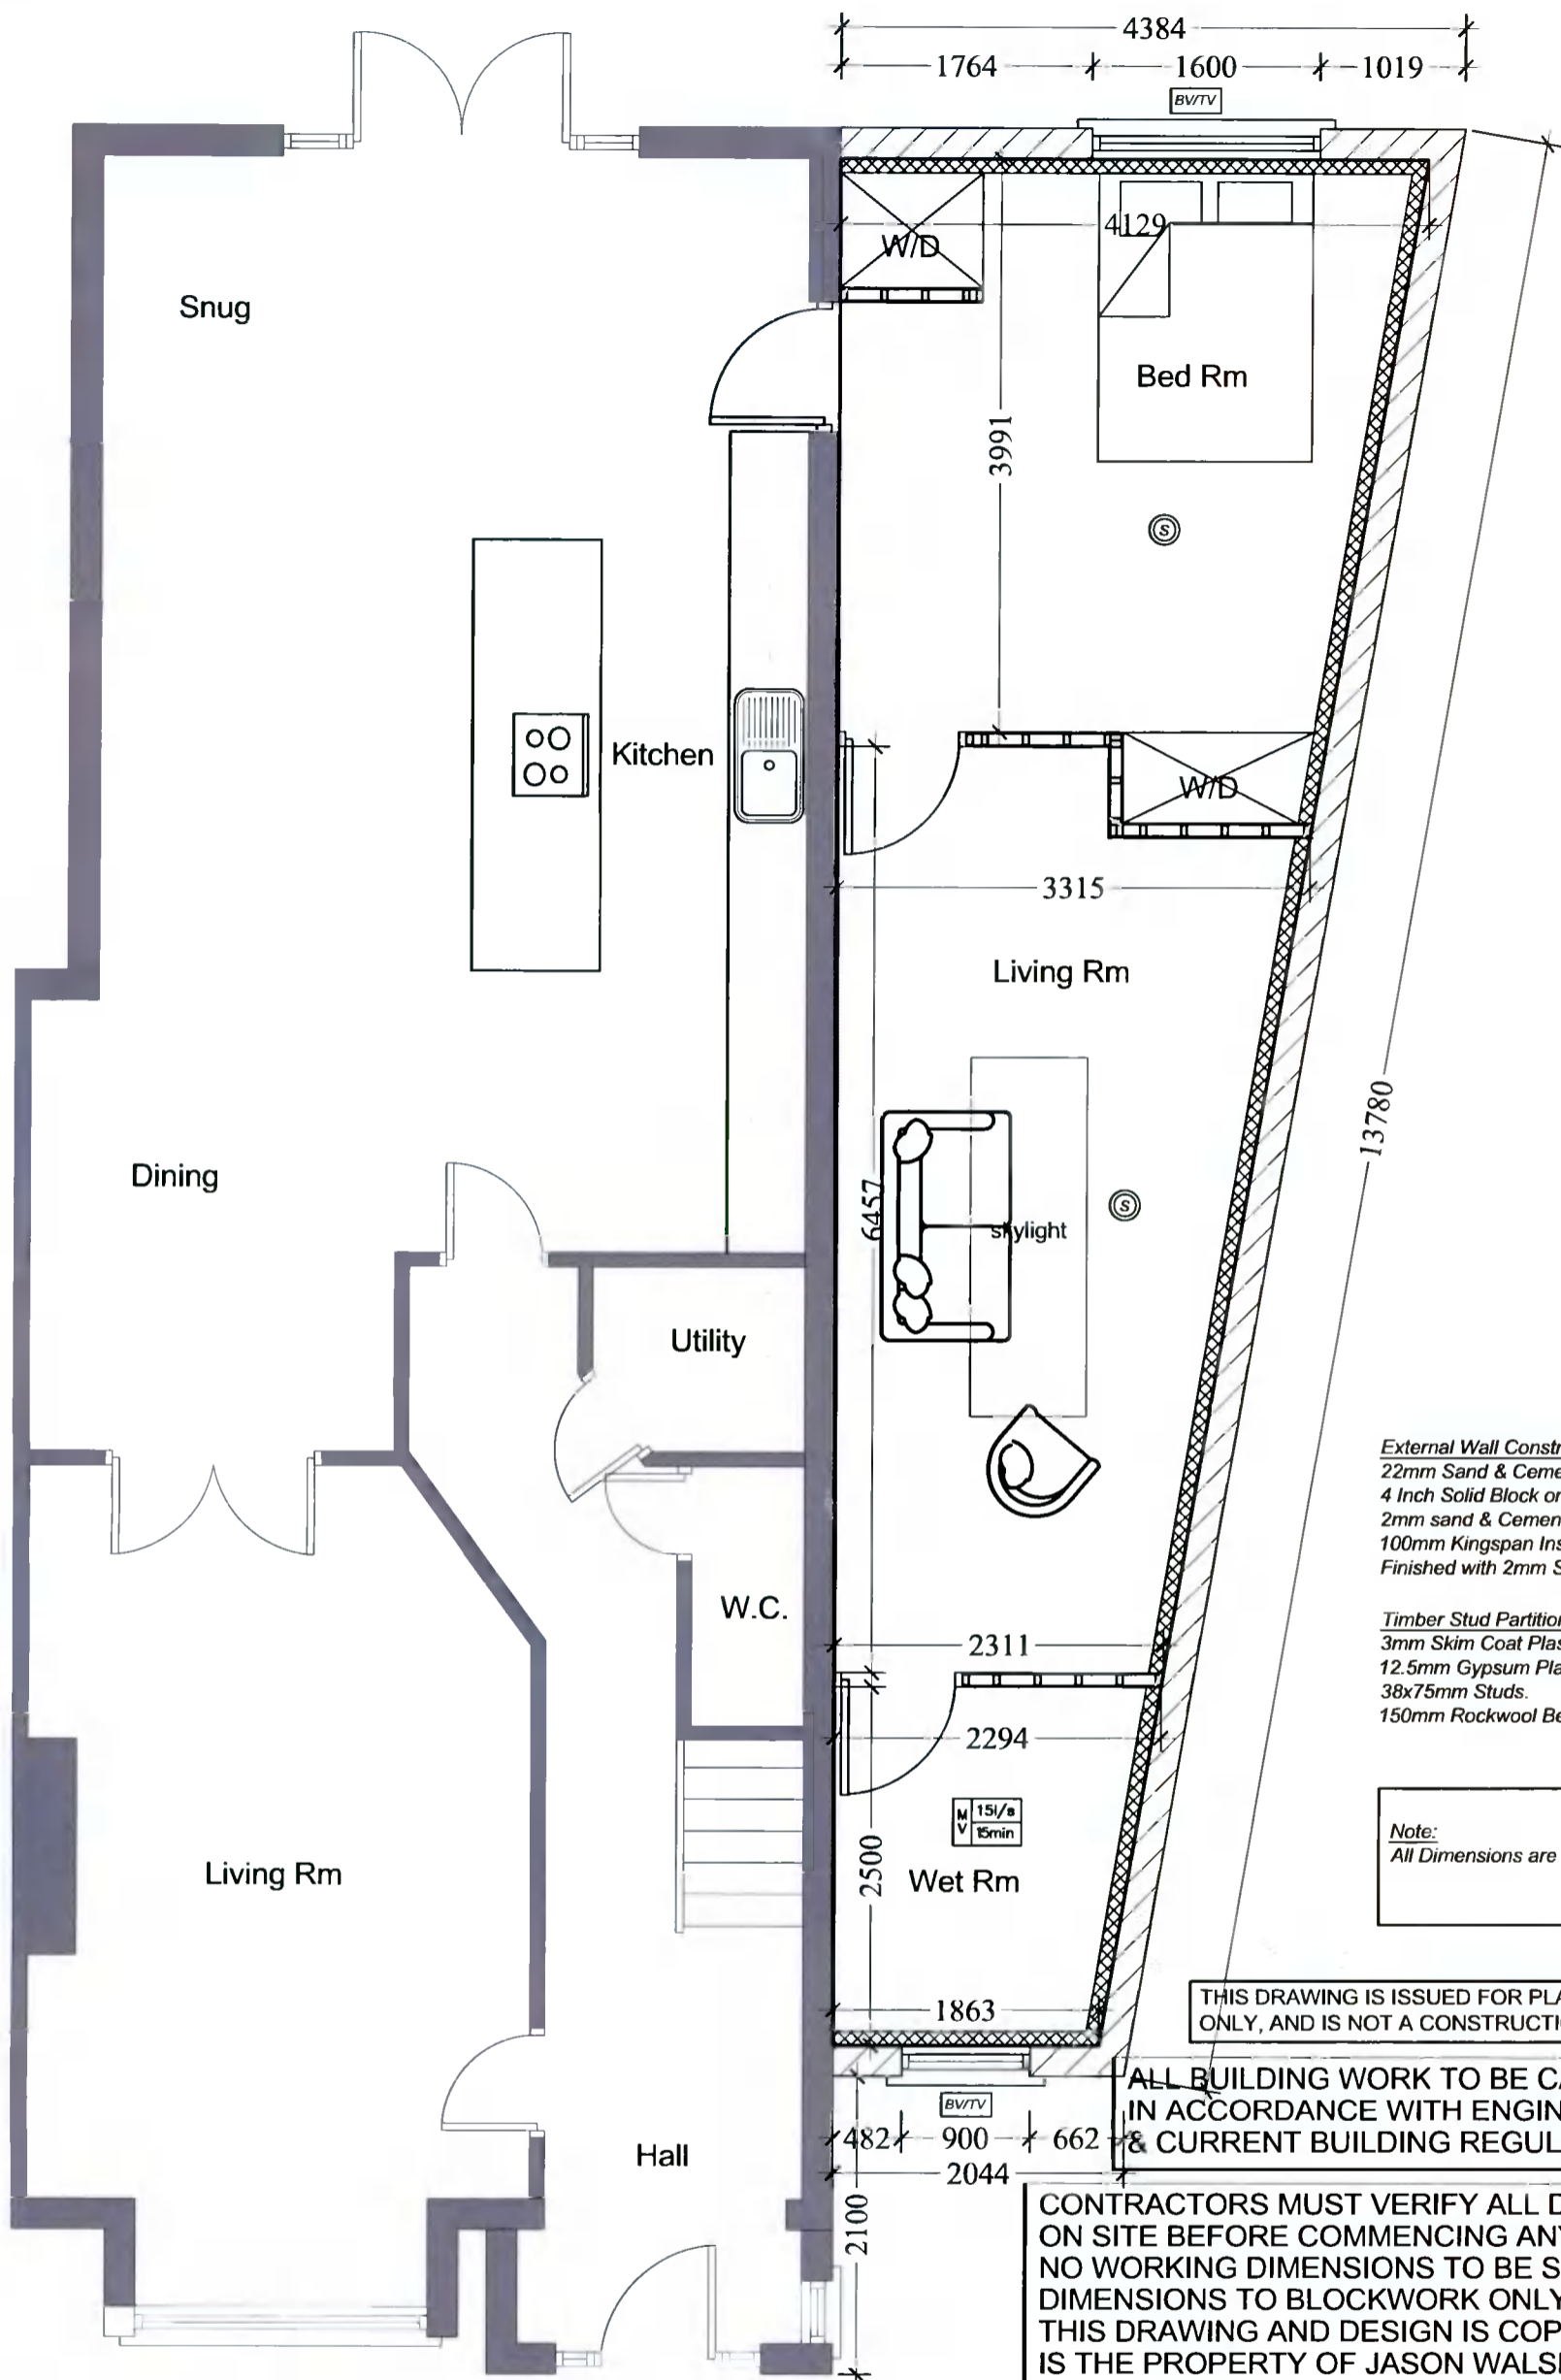 4384
1764
1600
1019
BV/TV
4129
W/D
Snug
Bed Rm
3991
S
Kitchen
W/D
3315
Living Rm
13780
Dining
6457
skylight
S
Utility
External Wall Constr
22mm Sand & Ceme
4 Inch Solid Block or
2mm sand & Cemen
100mm Kingspan Ins
Finished with 2mm S
W.C.
Timber Stud Partition
3mm Skim Coat Plas
12.5mm Gypsum Pla
38x75mm Studs.
150mm Rockwool Be
2311
2294
MV 15l/s
15min
Note:
All Dimensions are
Living Rm
2500
Wet Rm
THIS DRAWING IS ISSUED FOR PLA
ONLY, AND IS NOT A CONSTRUCTI
1863
ALL BUILDING WORK TO BE CA
IN ACCORDANCE WITH ENGIN
& CURRENT BUILDING REGUL
BV/TV
482
900
662
2044
Hall
2100
CONTRACTORS MUST VERIFY ALL D
ON SITE BEFORE COMMENCING ANY
NO WORKING DIMENSIONS TO BE S
DIMENSIONS TO BLOCKWORK ONLY
THIS DRAWING AND DESIGN IS COP
IS THE PROPERTY OF JASON WALS